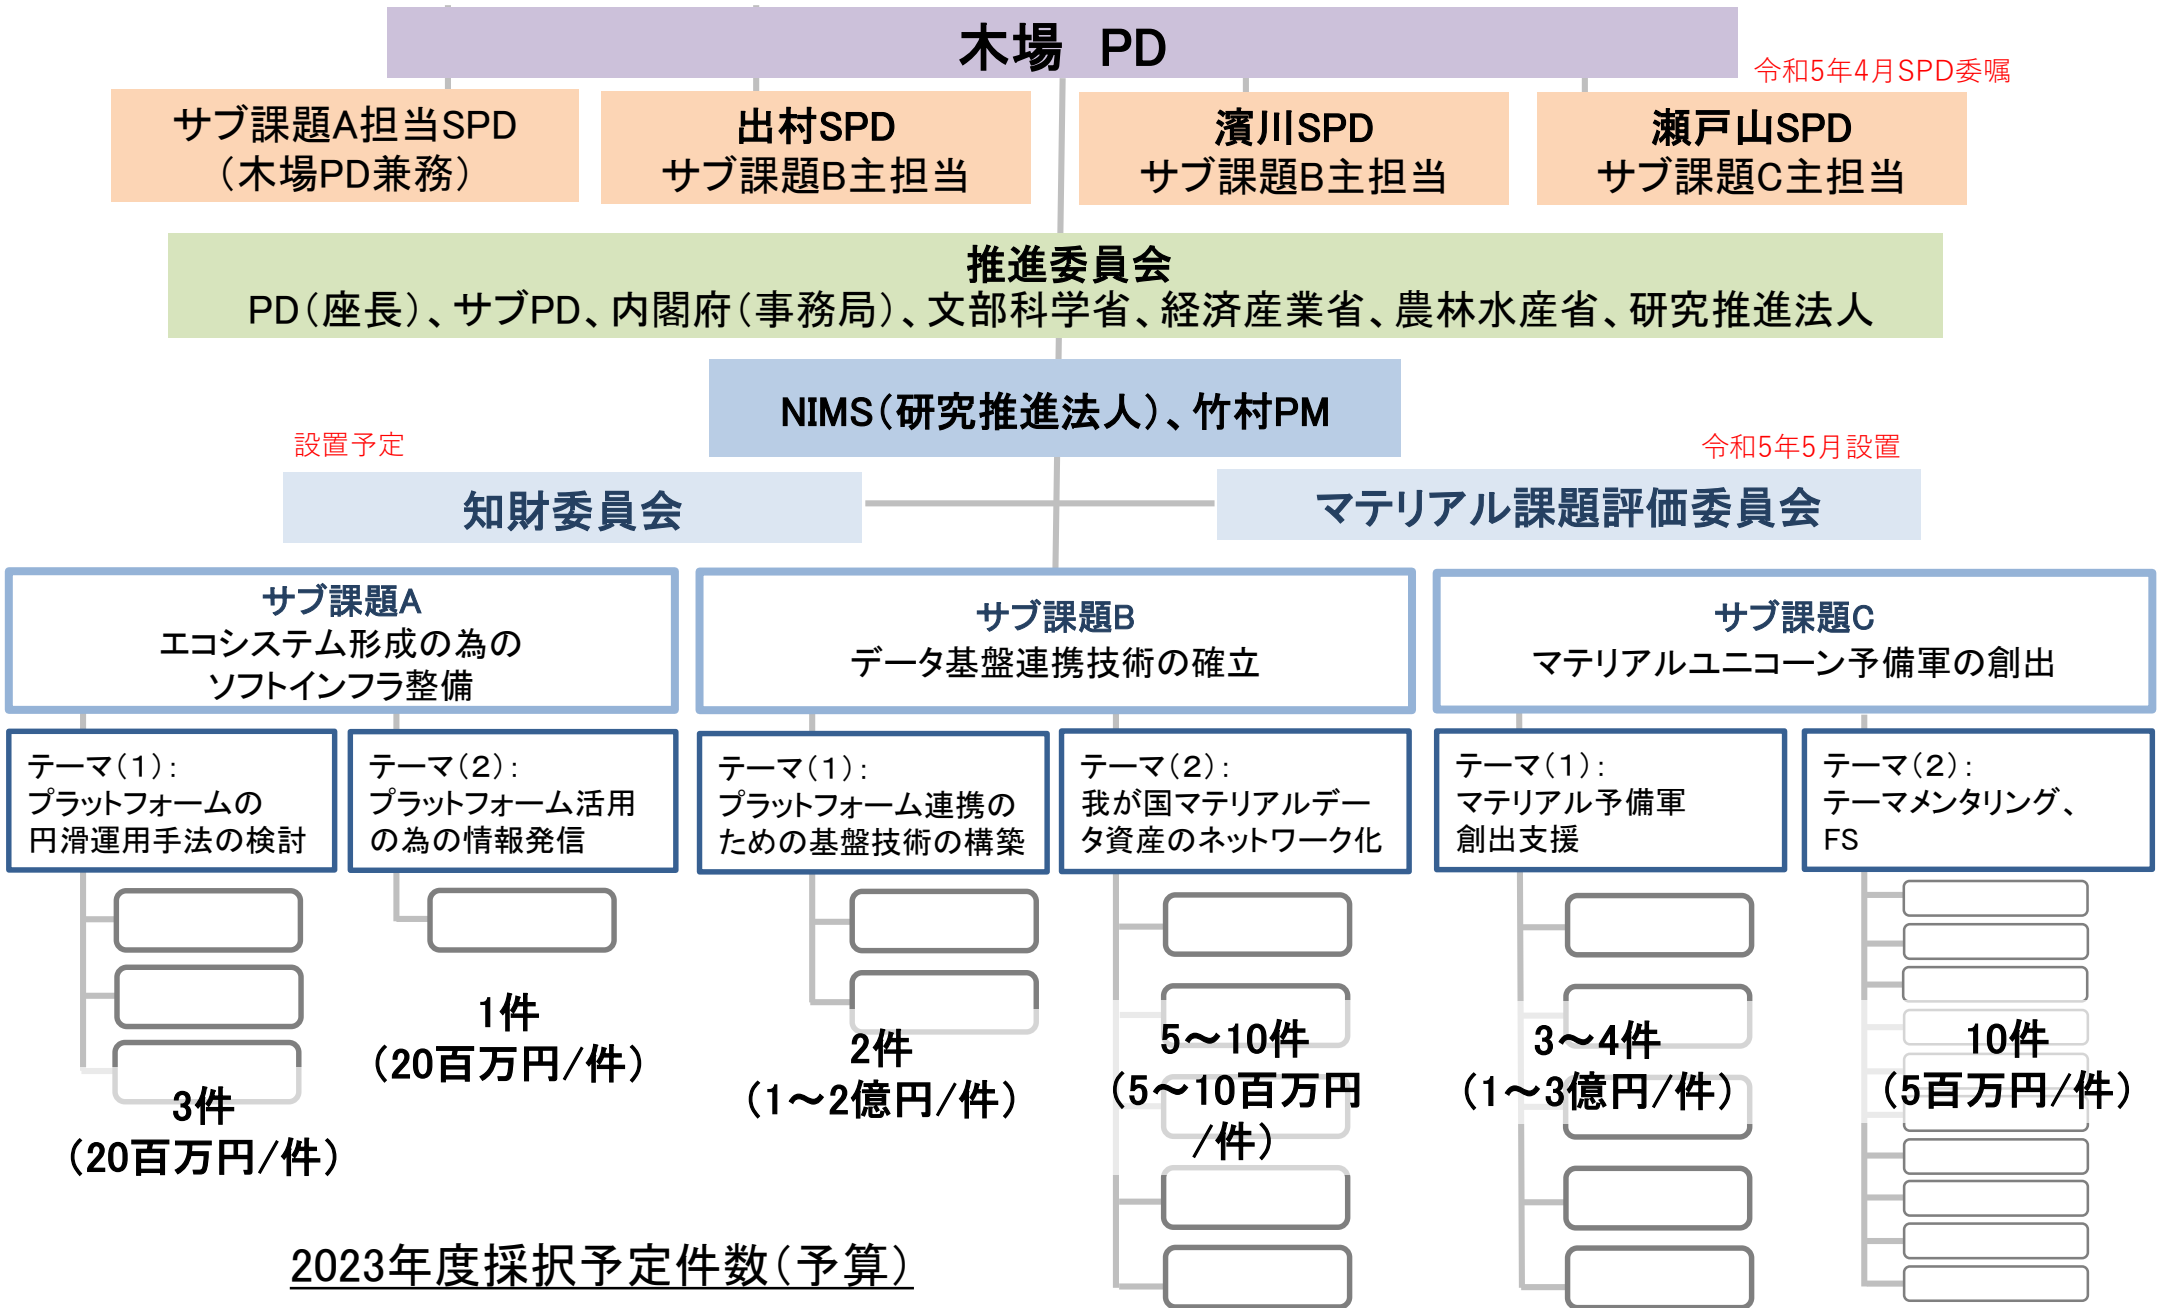 木場　PD
令和5年4月SPD委嘱
サブ課題A担当SPD
（木場PD兼務）
出村SPD
サブ課題B主担当
濱川SPD
サブ課題B主担当
瀬戸山SPD
サブ課題C主担当
推進委員会
PD（座長）、サブPD、内閣府（事務局）、文部科学省、経済産業省、農林水産省、研究推進法人
NIMS（研究推進法人）、竹村PM
設置予定
令和5年5月設置
知財委員会
マテリアル課題評価委員会
サブ課題A
エコシステム形成の為の
ソフトインフラ整備
サブ課題B
データ基盤連携技術の確立
サブ課題C
マテリアルユニコーン予備軍の創出
テーマ（1）：
プラットフォームの
円滑運用手法の検討
テーマ（2）：
プラットフォーム活用
の為の情報発信
テーマ（1）：
プラットフォーム連携の
ための基盤技術の構築
テーマ（2）：
我が国マテリアルデー
タ資産のネットワーク化
テーマ（1）：
マテリアル予備軍
創出支援
テーマ（2）：
テーマメンタリング、
FS
3件
（20百万円/件）
1件
（20百万円/件）
2件
（1～2億円/件）
5～10件
（5～10百万円
/件）
3～4件
（1～3億円/件）
10件
（5百万円/件）
2023年度採択予定件数（予算）